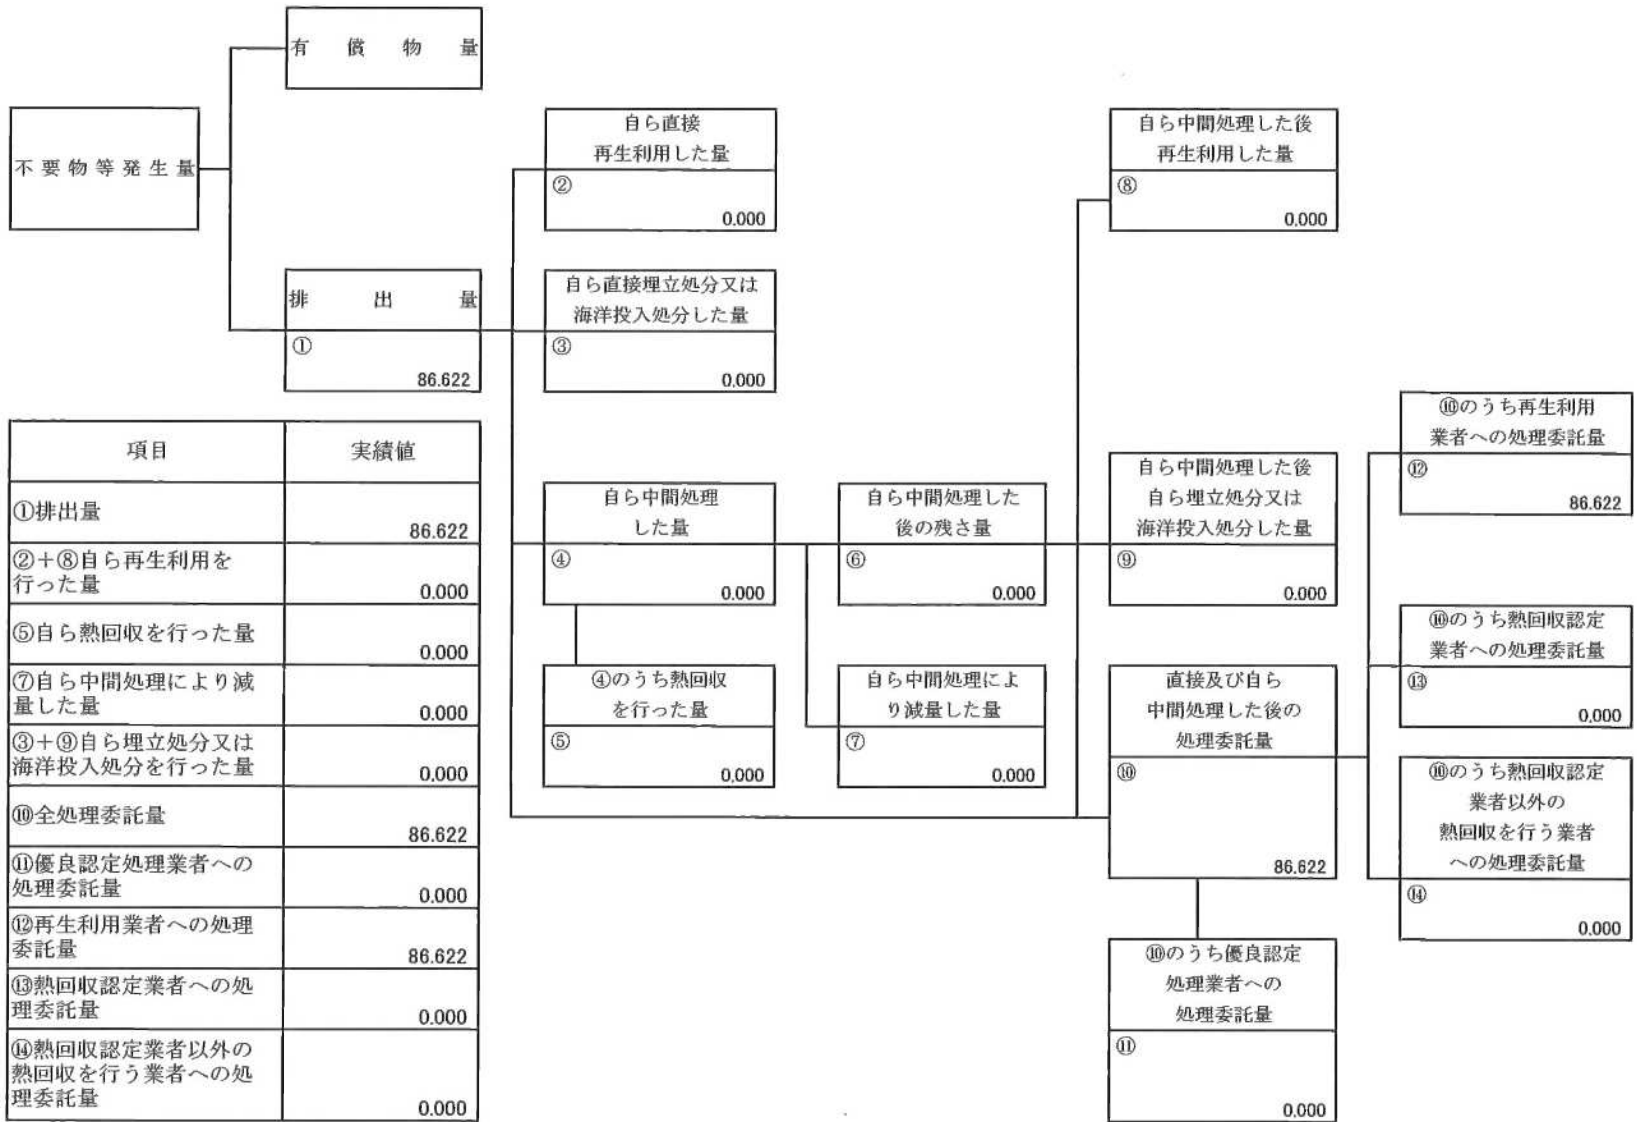 有償物量
不要物等発生量
排出量
①
86.622
自ら直接
再生利用した量
②
0.000
自ら直接埋立処分又は
海洋投入処分した量
③
0.000
自ら中間処理
した量
④
0.000
④のうち熱回収
を行った量
⑤
0.000
自ら中間処理した
後の残さ量
⑥
0.000
自ら中間処理によ
り減量した量
⑦
0.000
自ら中間処理した後
再生利用した量
⑧
0.000
自ら中間処理した後
自ら埋立処分又は
海洋投入処分した量
⑨
0.000
直接及び自ら
中間処理した後の
処理委託量
⑩
86.622
⑩のうち優良認定
処理業者への
処理委託量
⑪
0.000
⑩のうち再生利用
業者への処理委託量
⑫
86.622
⑩のうち熱回収認定
業者への処理委託量
⑬
0.000
⑩のうち熱回収認定
業者以外の
熱回収を行う業者
への処理委託量
⑭
0.000
項目 実績値
①排出量
86.622
②+⑧自ら再生利用を
行った量
0.000
⑤自ら熱回収を行った量
0.000
⑦自ら中間処理により減
量した量
0.000
③+⑨自ら埋立処分又は
海洋投入処分を行った量
0.000
⑩全処理委託量
86.622
⑪優良認定処理業者への
処理委託量
0.000
⑫再生利用業者への処理
委託量
86.622
⑬熱回収認定業者への処
理委託量
0.000
⑭熱回収認定業者以外の
熱回収を行う業者への処
理委託量
0.000